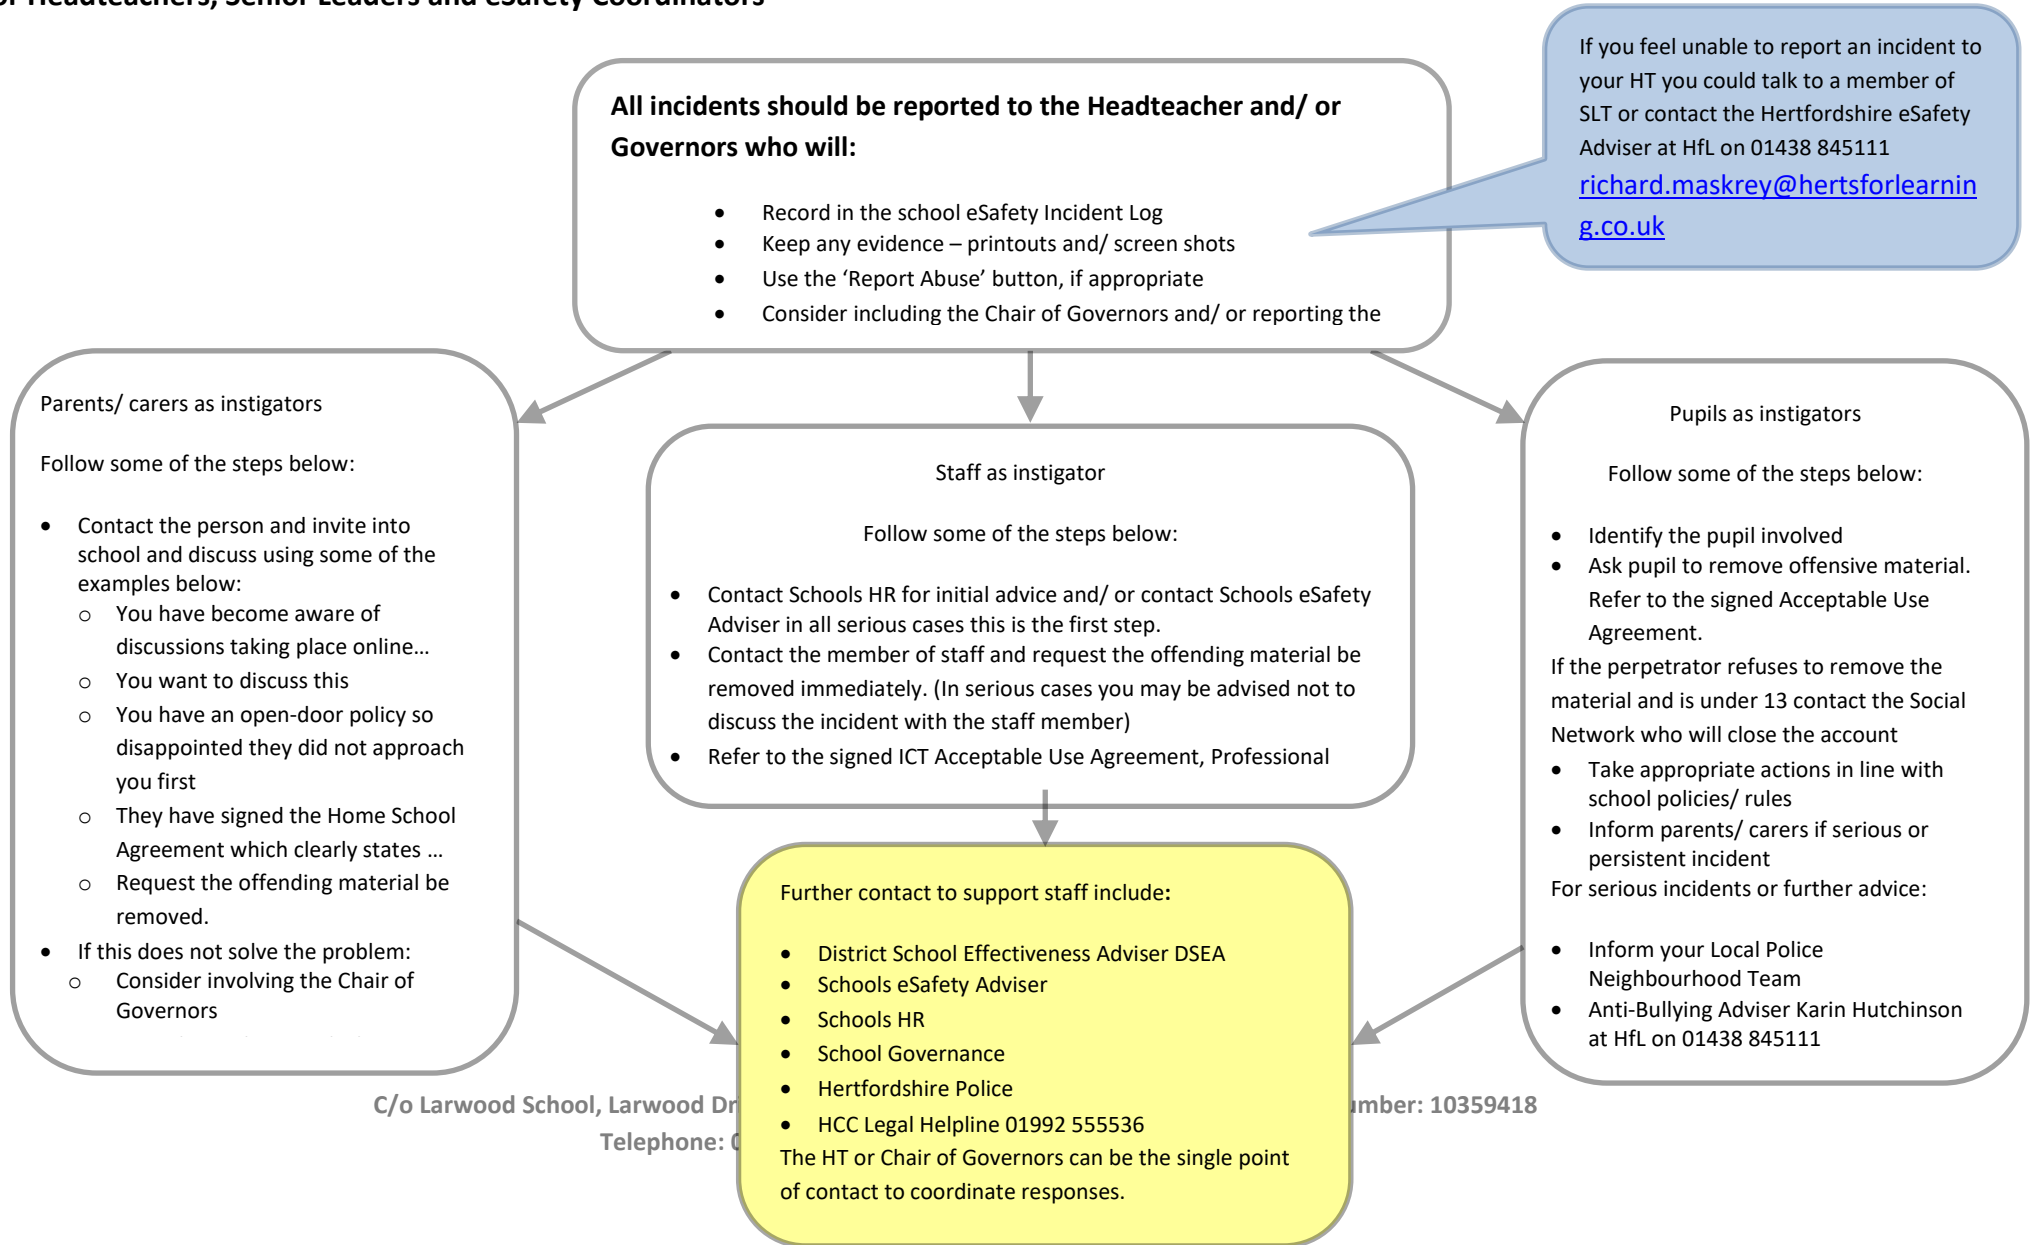 or Headteachers, Senior Leaders and eSafety Coordinators
If you feel unable to report an incident to
your HT you could talk to a member of
SLT or contact the Hertfordshire eSafety
Adviser at HfL on 01438 845111
richard.maskrey@hertsforlearnin
g.co.uk
All incidents should be reported to the Headteacher and/ or
Governors who will:
• Record in the school eSafety Incident Log
• Keep any evidence – printouts and/ screen shots
• Use the ‘Report Abuse’ button, if appropriate
• Consider including the Chair of Governors and/ or reporting the
Parents/ carers as instigators
Follow some of the steps below:
• Contact the person and invite into
school and discuss using some of the
examples below:
o You have become aware of
discussions taking place online…
o You want to discuss this
o You have an open-door policy so
disappointed they did not approach
you first
o They have signed the Home School
Agreement which clearly states …
o Request the offending material be
removed.
• If this does not solve the problem:
o Consider involving the Chair of
Governors
Staff as instigator
Follow some of the steps below:
• Contact Schools HR for initial advice and/ or contact Schools eSafety
Adviser in all serious cases this is the first step.
• Contact the member of staff and request the offending material be
removed immediately. (In serious cases you may be advised not to
discuss the incident with the staff member)
• Refer to the signed ICT Acceptable Use Agreement, Professional
Pupils as instigators
Follow some of the steps below:
• Identify the pupil involved
• Ask pupil to remove offensive material.
Refer to the signed Acceptable Use
Agreement.
If the perpetrator refuses to remove the
material and is under 13 contact the Social
Network who will close the account
• Take appropriate actions in line with
school policies/ rules
• Inform parents/ carers if serious or
persistent incident
For serious incidents or further advice:
• Inform your Local Police
Neighbourhood Team
• Anti-Bullying Adviser Karin Hutchinson
at HfL on 01438 845111
Further contact to support staff include:
• District School Effectiveness Adviser DSEA
• Schools eSafety Adviser
• Schools HR
• School Governance
• Hertfordshire Police
• HCC Legal Helpline 01992 555536
The HT or Chair of Governors can be the single point
of contact to coordinate responses.
C/o Larwood School, Larwood Dr
umber: 10359418
Telephone: 0